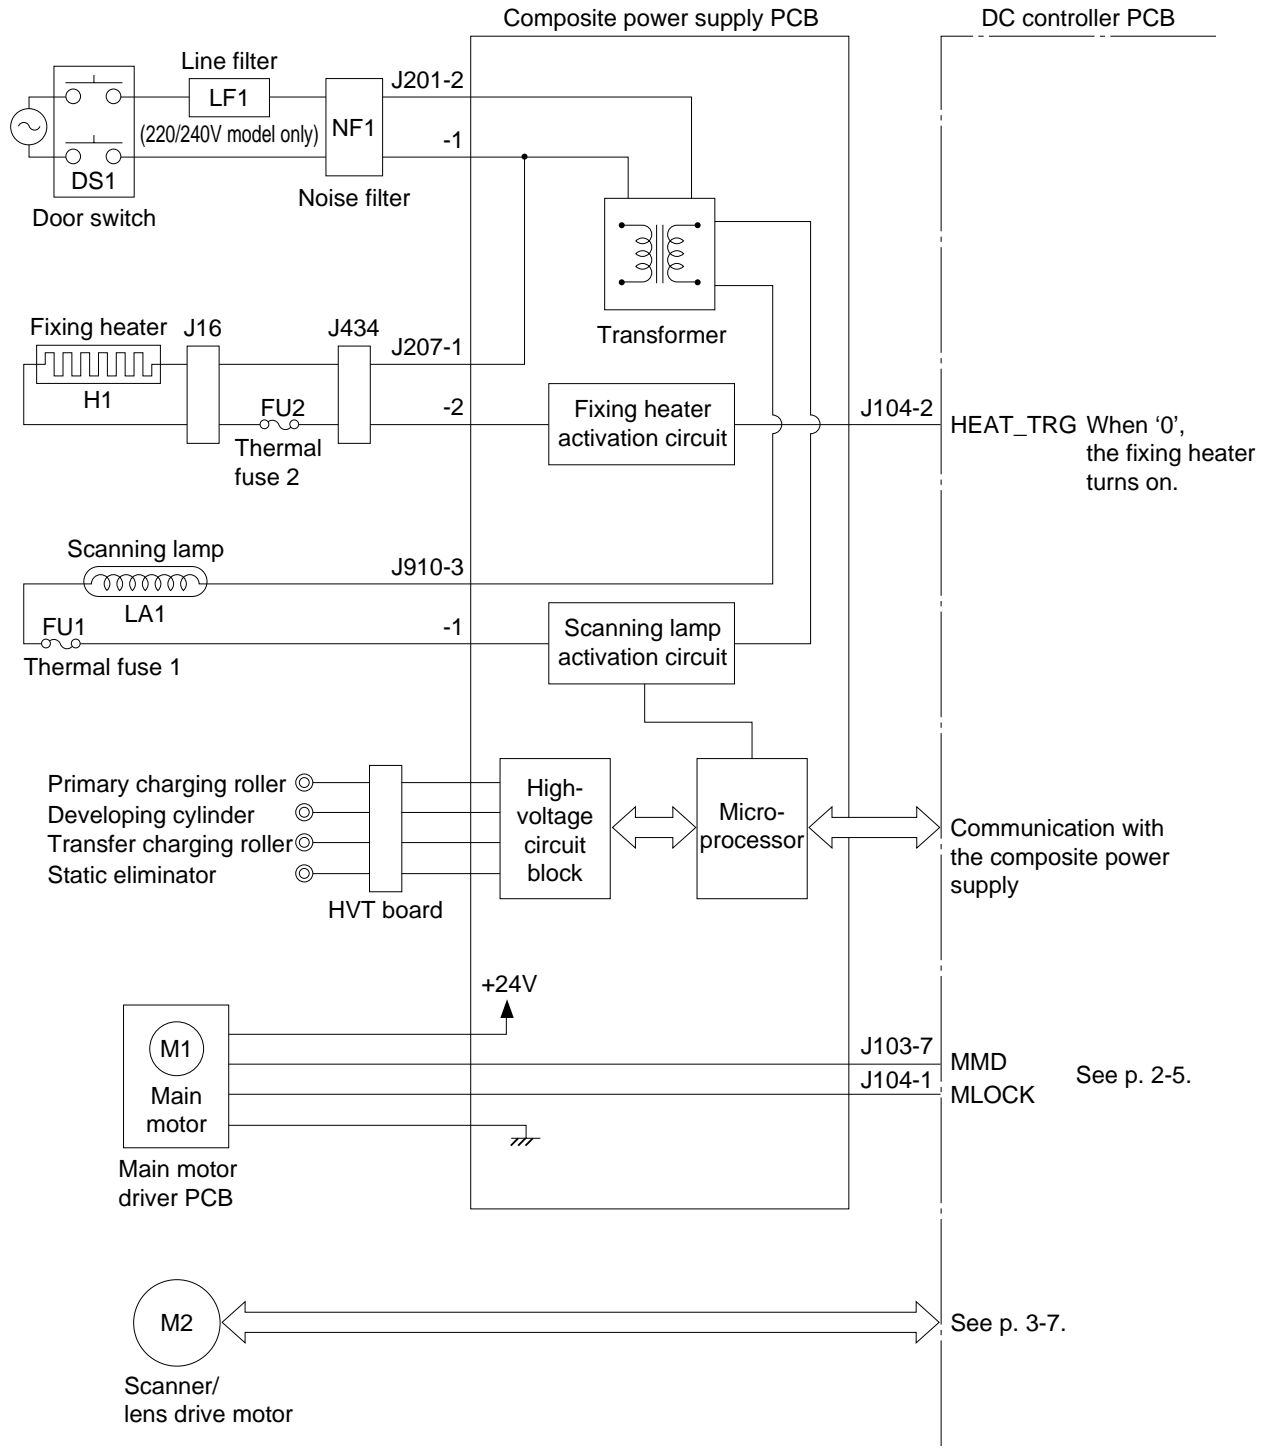 Composite power supply PCB
DC controller PCB
Line filter
J201-2
LF1
(220/240V model only)
NF1
-1
DS1
Door switch
Noise filter
Transformer
Fixing heater
J16
J434
J207-1
H1
FU2
-2
Thermal
fuse 2
Fixing heater
activation circuit
J104-2
HEAT_TRG
When ‘0’,
the fixing heater
turns on.
Scanning lamp
J910-3
LA1
FU1
-1
Thermal fuse 1
Scanning lamp
activation circuit
Primary charging roller
Developing cylinder
Transfer charging roller
Static eliminator
HVT board
High-
voltage
circuit
block
Micro-
processor
Communication with
the composite power
supply
+24V
M1
Main
motor
Main motor
driver PCB
J103-7
MMD
J104-1
MLOCK
See p. 2-5.
M2
See p. 3-7.
Scanner/
lens drive motor